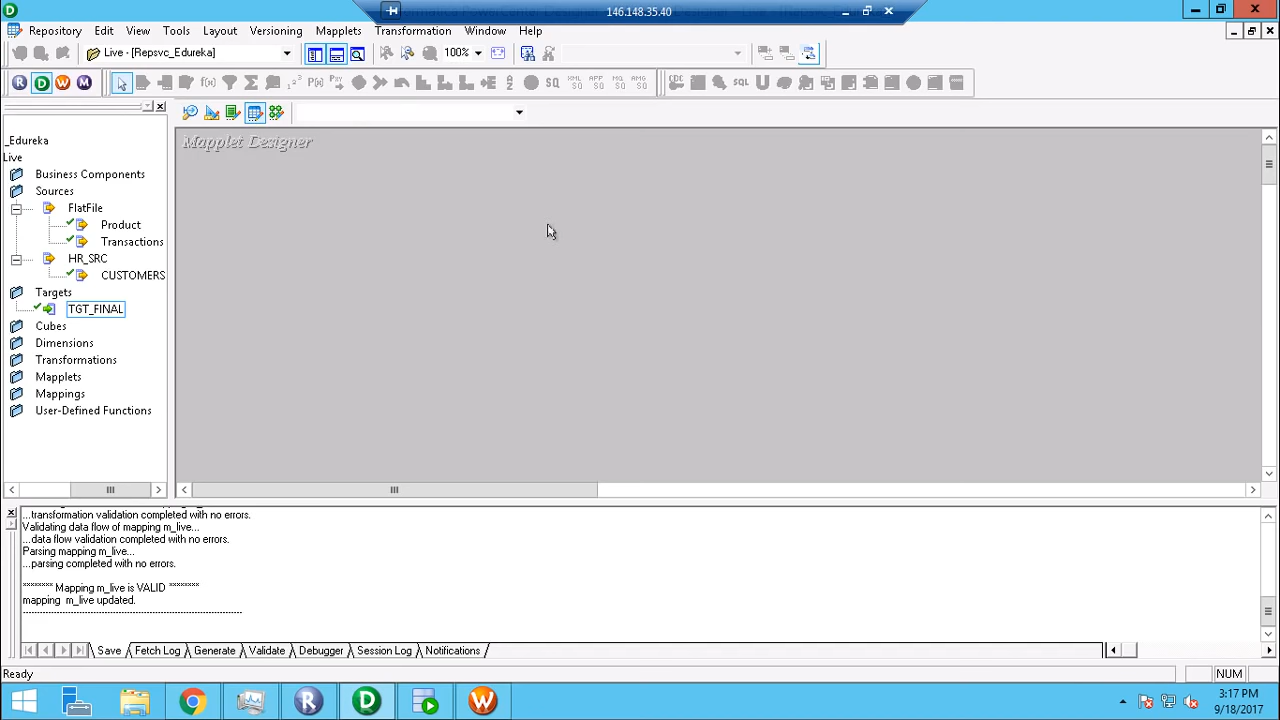 146.148.35.40
Repository Edit View Tools Layout Versioning Mapplets Transformation Window Help
Live - [Repsvc_Edureka] 100%
R D W M
Mapplet Designer
_Edureka
Live
Business Components
Sources
FlatFile
Product
Transactions
HR_SRC
CUSTOMERS
Targets
TGT_FINAL
Cubes
Dimensions
Transformations
Mapplets
Mappings
User-Defined Functions
...transformation validation completed with no errors.
Validating data flow of mapping m_live...
...data flow validation completed with no errors.
Parsing mapping m_live...
...parsing completed with no errors.
******** Mapping m_live is VALID ********
mapping m_live updated.
Save Fetch Log Generate Validate Debugger Session Log Notifications
Ready
NUM
R D W
3:17 PM
9/18/2017